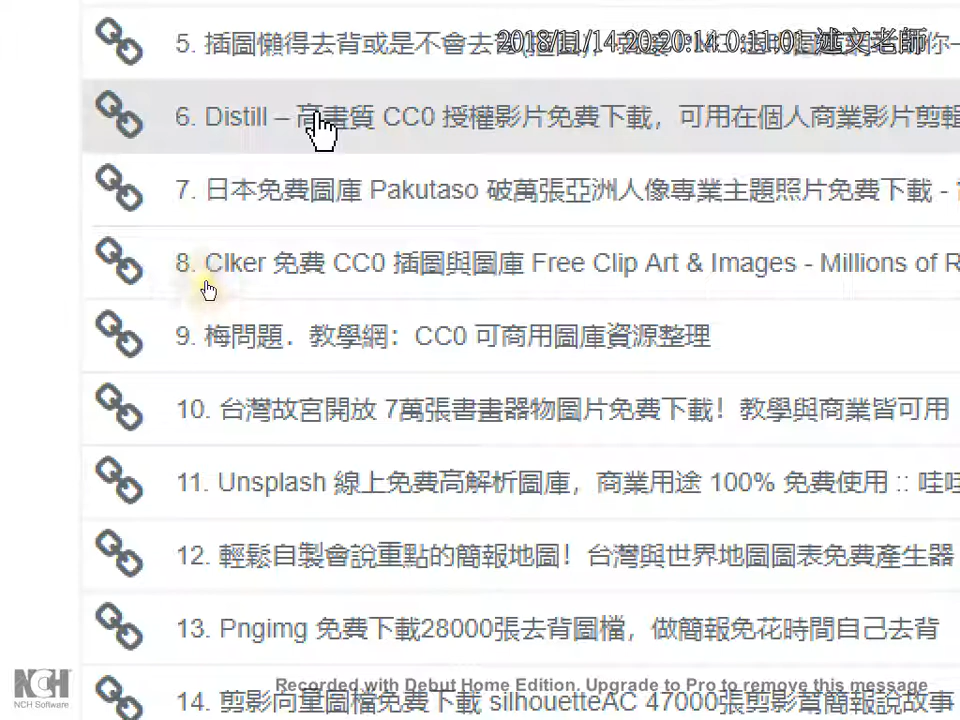 5. 插圖懶得去背或是不會去
2018/11/14 20:20:14 0:11:01 述文老師
6. Distill – 高畫質 CC0 授權影片免費下載，可用在個人商業影片剪輯
7. 日本免費圖庫 Pakutaso 破萬張亞洲人像專業主題照片免費下載 -
8. Clker 免費 CC0 插圖與圖庫 Free Clip Art & Images - Millions of R
9. 梅問題．教學網：CC0 可商用圖庫資源整理
10. 台灣故宮開放 7萬張書畫器物圖片免費下載！教學與商業皆可用
11. Unsplash 線上免費高解析圖庫，商業用途 100% 免費使用 :: 哇哇
12. 輕鬆自製會說重點的簡報地圖！台灣與世界地圖圖表免費產生器
13. Pngimg 免費下載28000張去背圖檔，做簡報免花時間自己去背
NCH
NCH Software
Recorded with Debut Home Edition. Upgrade to Pro to remove this message
14. 剪影向量圖檔免費下載 silhouetteAC 47000張剪影幫簡報說故事